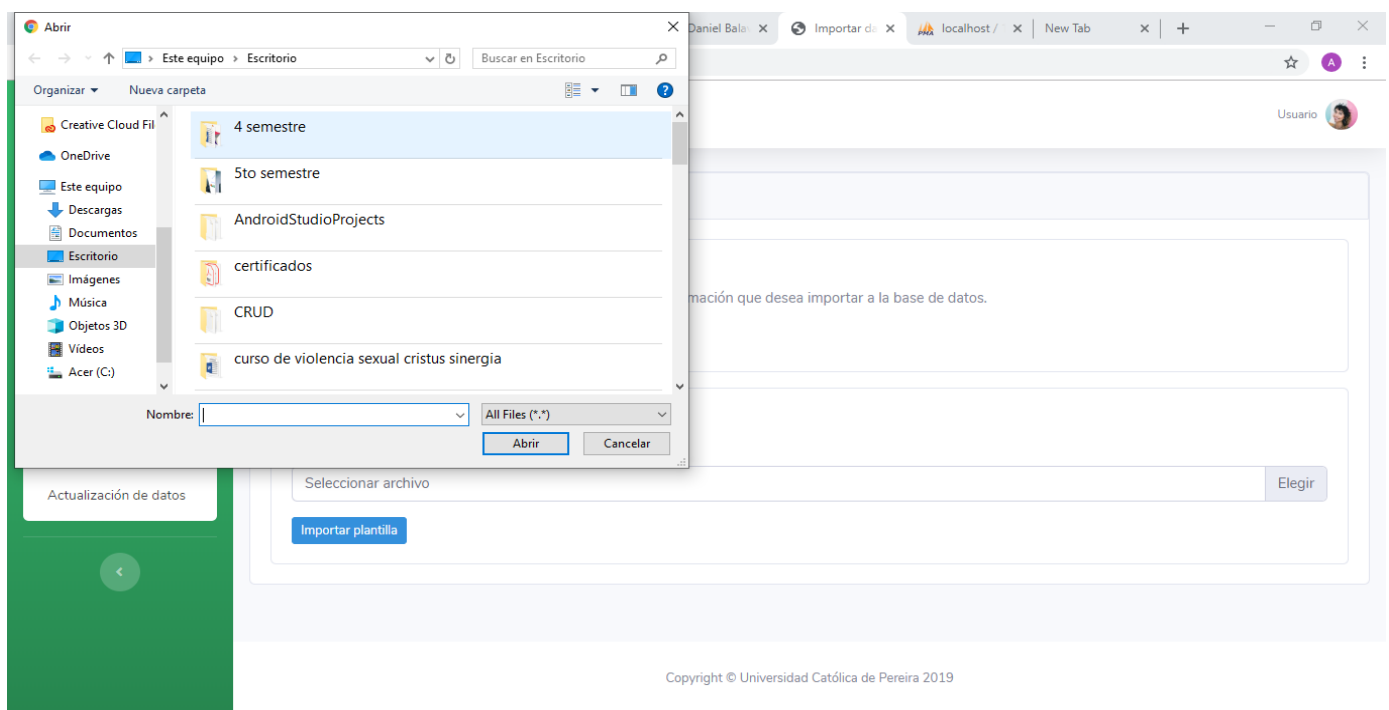 Abrir
Daniel Bala
Importar da
localhost /
New Tab
Este equipo
Escritorio
Buscar en Escritorio
A
Organizar
Nueva carpeta
Creative Cloud Fil
OneDrive
Este equipo
Descargas
Documentos
Escritorio
Imágenes
Música
Objetos 3D
Vídeos
Acer (C:)
4 semestre
5to semestre
AndroidStudioProjects
certificados
CRUD
curso de violencia sexual cristus sinergia
Nombre:
All Files (*.*)
Abrir
Cancelar
Usuario
mación que desea importar a la base de datos.
Actualización de datos
Seleccionar archivo
Elegir
Importar plantilla
Copyright © Universidad Católica de Pereira 2019